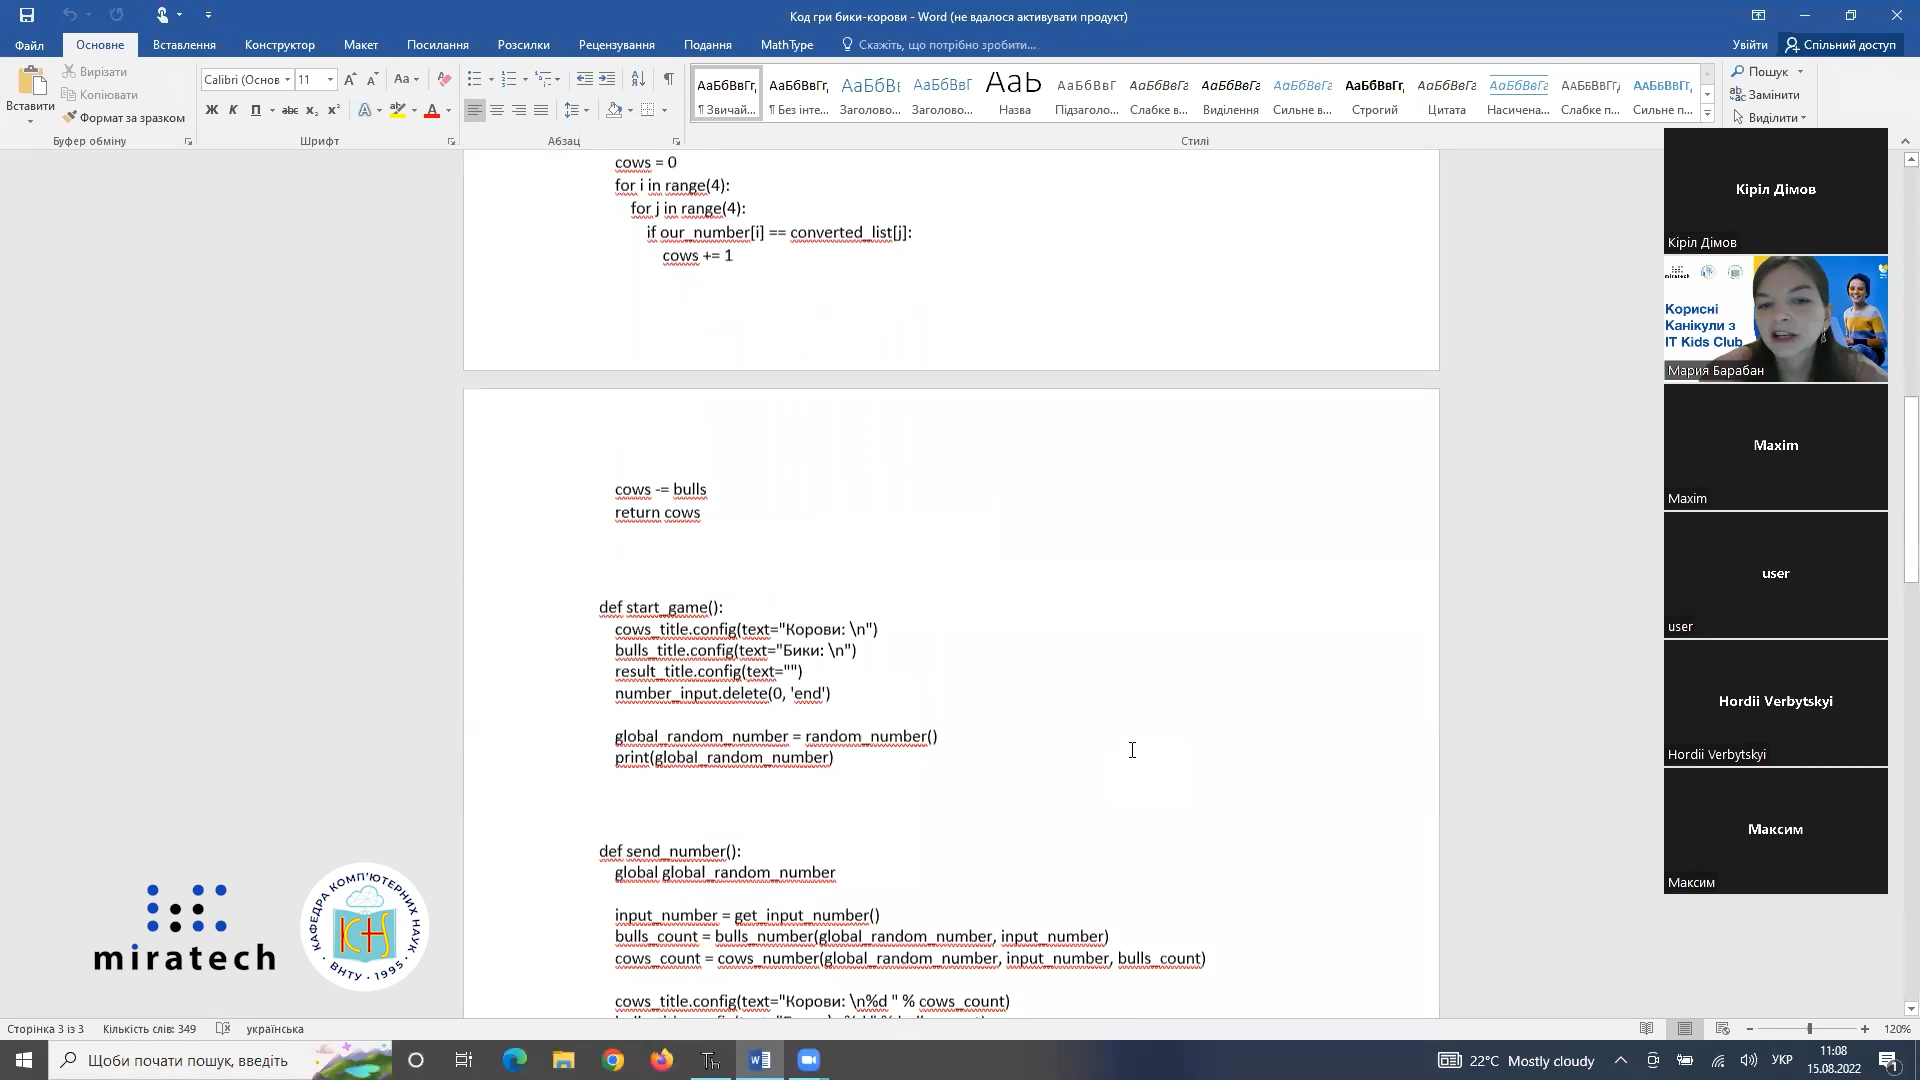 Код гри бики-корови - Word (не вдалося активувати продукт)
Файл Основне Вставлення Конструктор Макет Посилання Розсилки Рецензування Подання MathType Скажіть, що потрібно зробити... Увійти Спільний доступ
Вставити
Вирізати
Копіювати
Формат за зразком
Буфер обміну
Calibri (Основ 11
Шрифт
Абзац
АаБбВвГг, АаБбВвГг, АаБбВ АаБбВвГ АаБ АаБбВвГ АаБбВвГг АаБбВвГг АаБбВвГг АаБбВвГг, АаБбВвГг АаБбВвГг АаБбВвГг АаБбВвГг,
¶ Звичай... ¶ Без інте... Заголово... Заголово... Назва Підзаголо... Слабке в... Виділення Сильне в... Строгий Цитата Насичена... Слабке п... Сильне п...
Стилі
Пошук
Замінити
Виділити
cows = 0
for i in range(4):
for j in range(4):
if our_number[i] == converted_list[j]:
cows += 1
cows -= bulls
return cows
def start_game():
cows_title.config(text="Корови: \n")
bulls_title.config(text="Бики: \n")
result_title.config(text="")
number_input.delete(0, 'end')
global_random_number = random_number()
print(global_random_number)
def send_number():
global global_random_number
input_number = get_input_number()
bulls_count = bulls_number(global_random_number, input_number)
cows_count = cows_number(global_random_number, input_number, bulls_count)
cows_title.config(text="Корови: \n%d " % cows_count)
miratech
КАФЕДРА КОМП'ЮТЕРНИХ НАУК
ВНТУ • 1995
Кіріл Дімов
Кіріл Дімов
miratech
Корисні
Канікули з
IT Kids Club
Мария Барабан
Maxim
Maxim
user
user
Hordii Verbytskyi
Hordii Verbytskyi
Максим
Максим
Сторінка 3 із 3 Кількість слів: 349 українська 120%
Щоби почати пошук, введіть
22°C Mostly cloudy УКР 11:08
15.08.2022